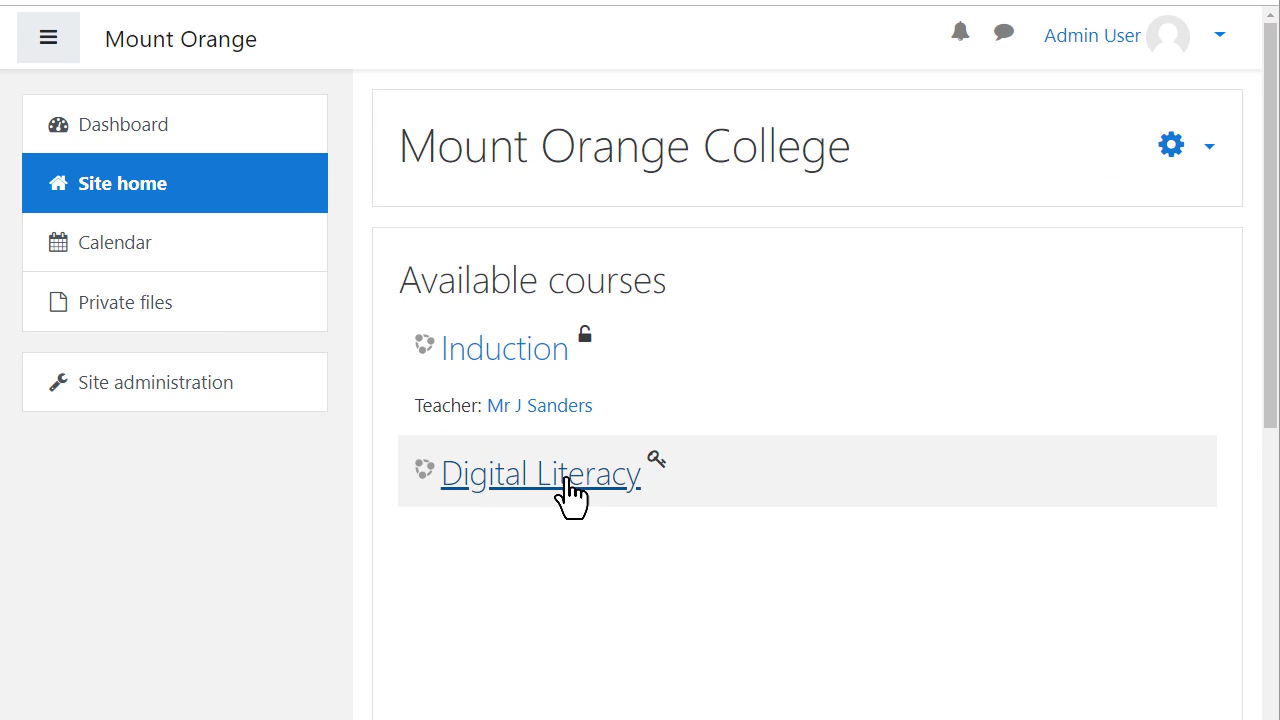 Mount Orange
Admin User
Dashboard
Site home
Calendar
Private files
Site administration
Mount Orange College
Available courses
Induction
Teacher: Mr J Sanders
Digital Literacy